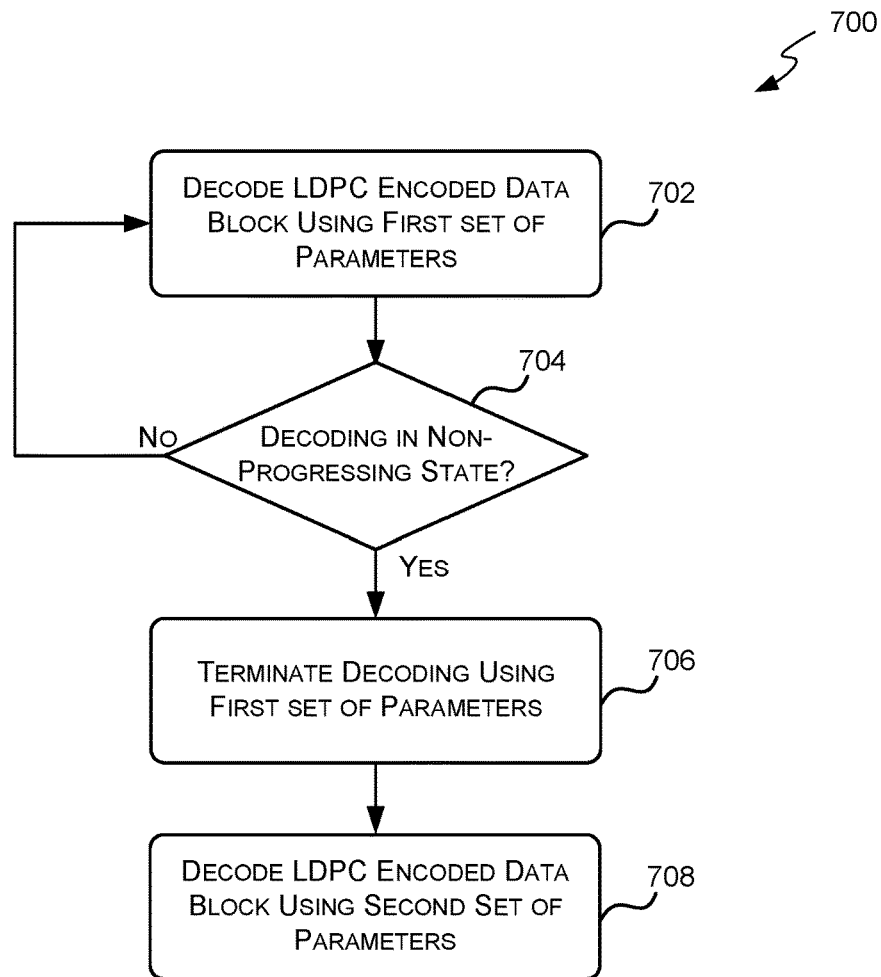 700
DECODE LDPC ENCODED DATA
BLOCK USING FIRST SET OF
PARAMETERS
702
704
NO
DECODING IN NON-
PROGRESSING STATE?
YES
TERMINATE DECODING USING
FIRST SET OF PARAMETERS
706
DECODE LDPC ENCODED DATA
BLOCK USING SECOND SET OF
PARAMETERS
708